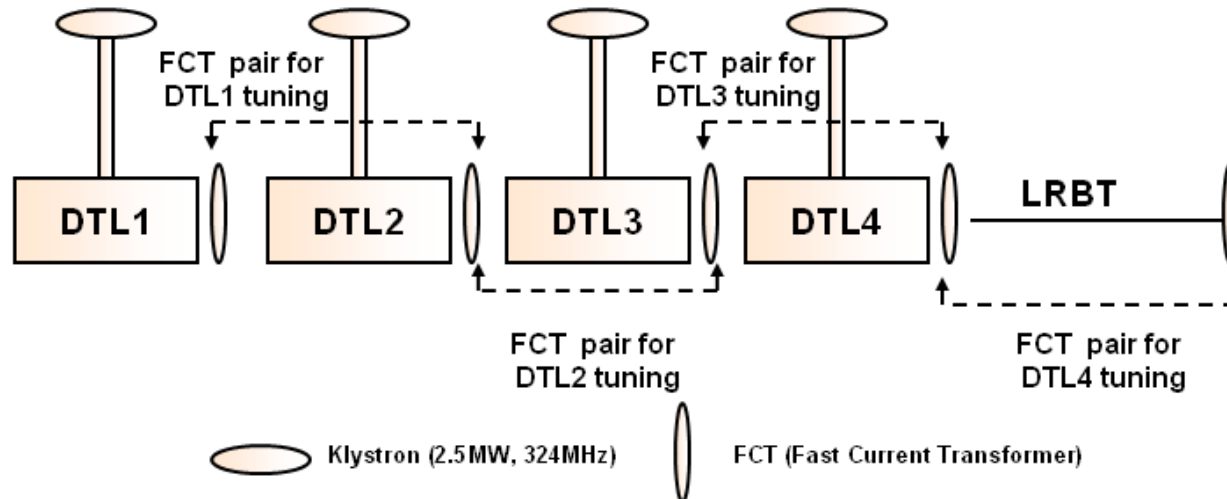 FCT pair for
DTL1 tuning
FCT pair for
DTL3 tuning
DTL1
DTL2
DTL3
DTL4
LRBT
FCT pair for
DTL2 tuning
FCT pair for
DTL4 tuning
Klystron (2.5MW, 324MHz)
FCT (Fast Current Transformer)